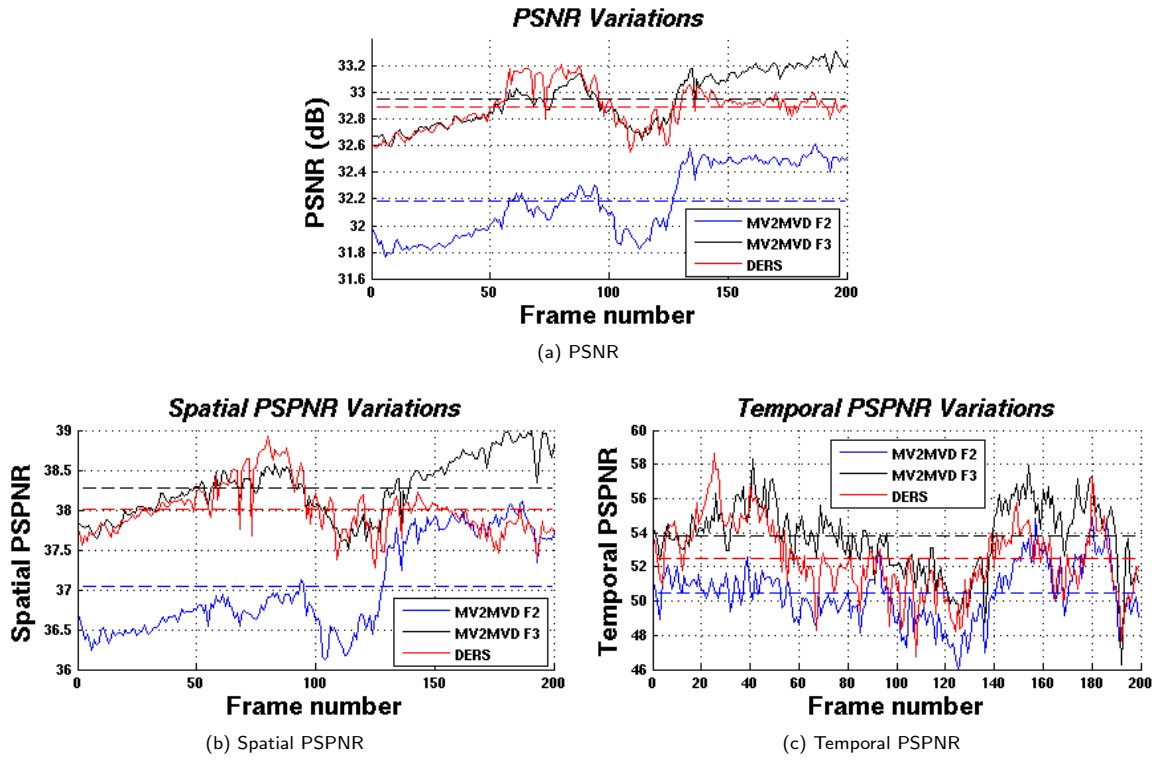 PSNR Variations
PSNR (dB)
33.2
33
32.8
32.6
32.4
32.2
32
31.8
31.6
0 50 100 150 200
MV2MVD F2
MV2MVD F3
DERS
Frame number
(a) PSNR
Spatial PSPNR Variations
Spatial PSPNR
39
38.5
38
37.5
37
36.5
36
0 50 100 150 200
MV2MVD F2
MV2MVD F3
DERS
Frame number
(b) Spatial PSPNR
Temporal PSPNR Variations
Temporal PSPNR
60
58
56
54
52
50
48
46
0 20 40 60 80 100 120 140 160 180 200
MV2MVD F2
MV2MVD F3
DERS
Frame number
(c) Temporal PSPNR